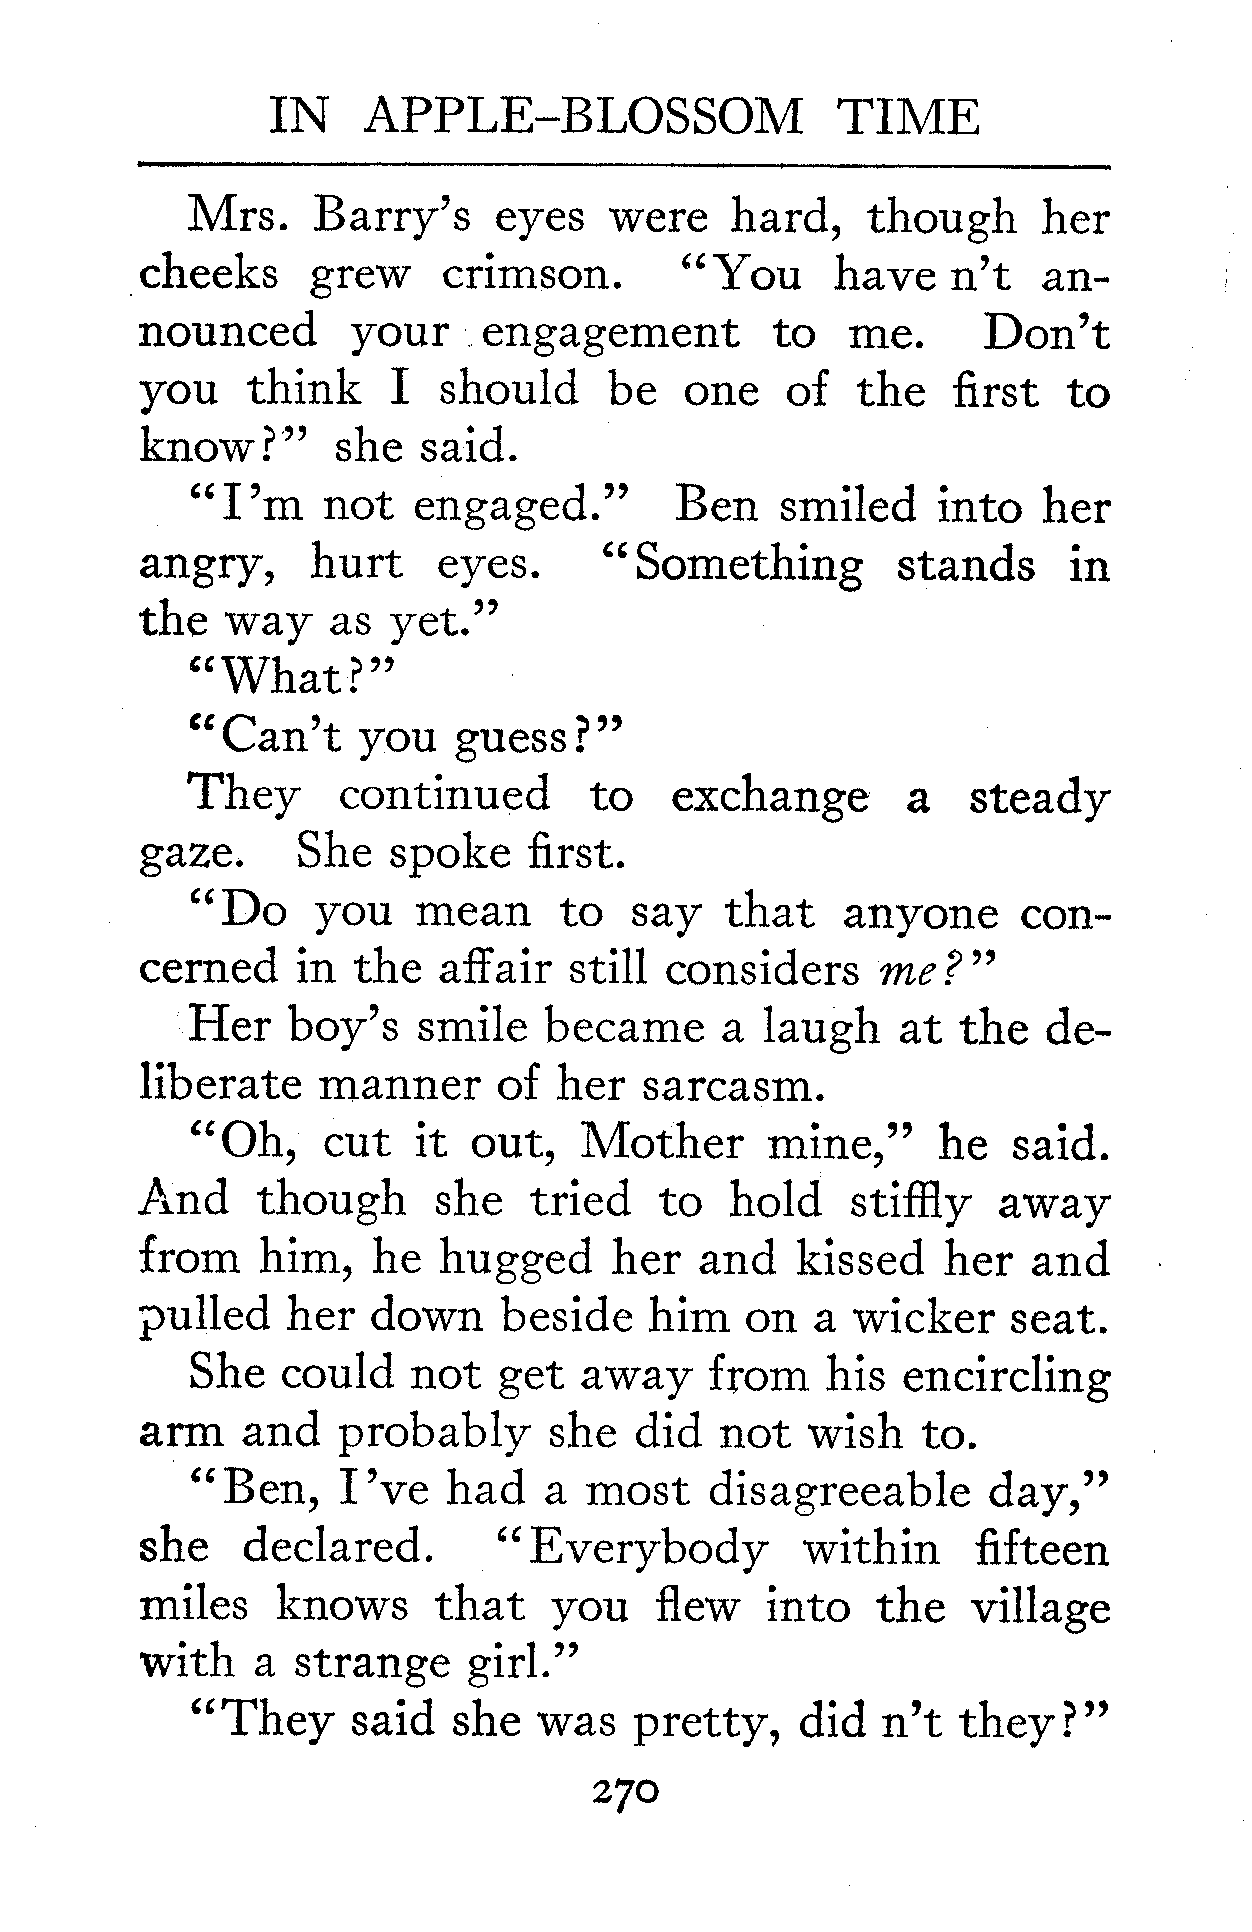 IN APPLE-BLOSSOM TIME
Mrs. Barry's eyes were hard, though her
cheeks grew crimson. "You have n't an-
nounced your engagement to me. Don't
you think I should be one of the first to
know?" she said.
"I'm not engaged." Ben smiled into her
angry, hurt eyes. "Something stands in
the way as yet."
"What?"
"Can't you guess?"
They continued to exchange a steady
gaze. She spoke first.
"Do you mean to say that anyone con-
cerned in the affair still considers me?"
Her boy's smile became a laugh at the de-
liberate manner of her sarcasm.
"Oh, cut it out, Mother mine," he said.
And though she tried to hold stiffly away
from him, he hugged her and kissed her and
pulled her down beside him on a wicker seat.
She could not get away from his encircling
arm and probably she did not wish to.
"Ben, I've had a most disagreeable day,"
she declared. "Everybody within fifteen
miles knows that you flew into the village
with a strange girl."
"They said she was pretty, did n't they?"
270